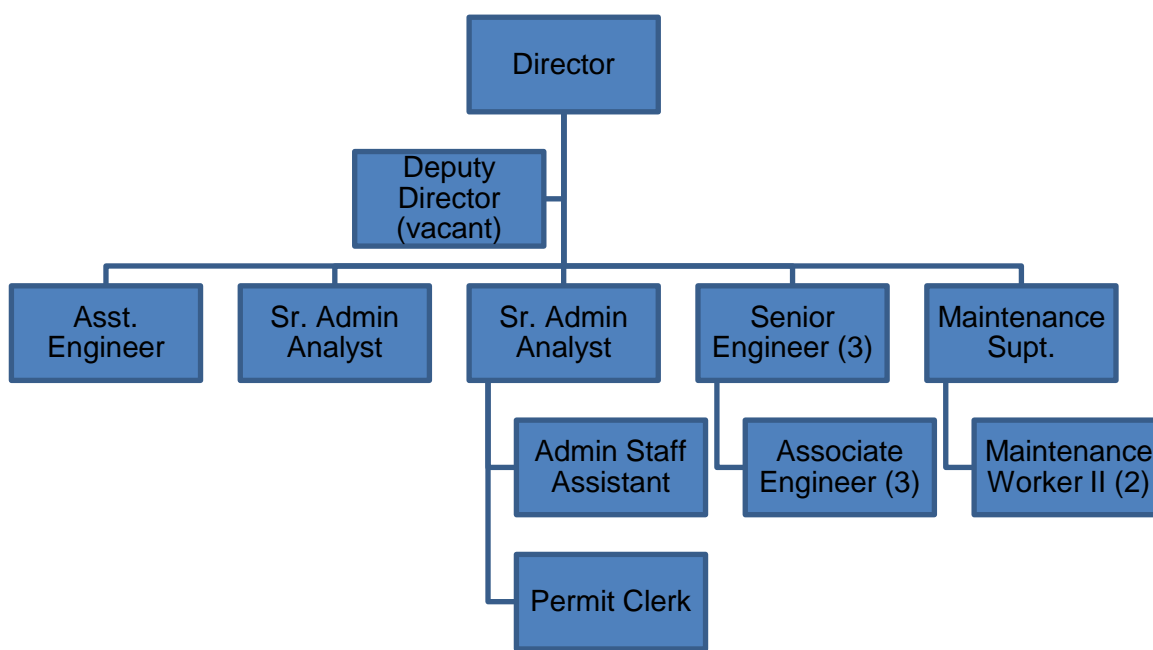 Director
Deputy
Director
(vacant)
Asst.
Engineer
Sr. Admin
Analyst
Sr. Admin
Analyst
Senior
Engineer (3)
Maintenance
Supt.
Admin Staff
Assistant
Associate
Engineer (3)
Maintenance
Worker II (2)
Permit Clerk